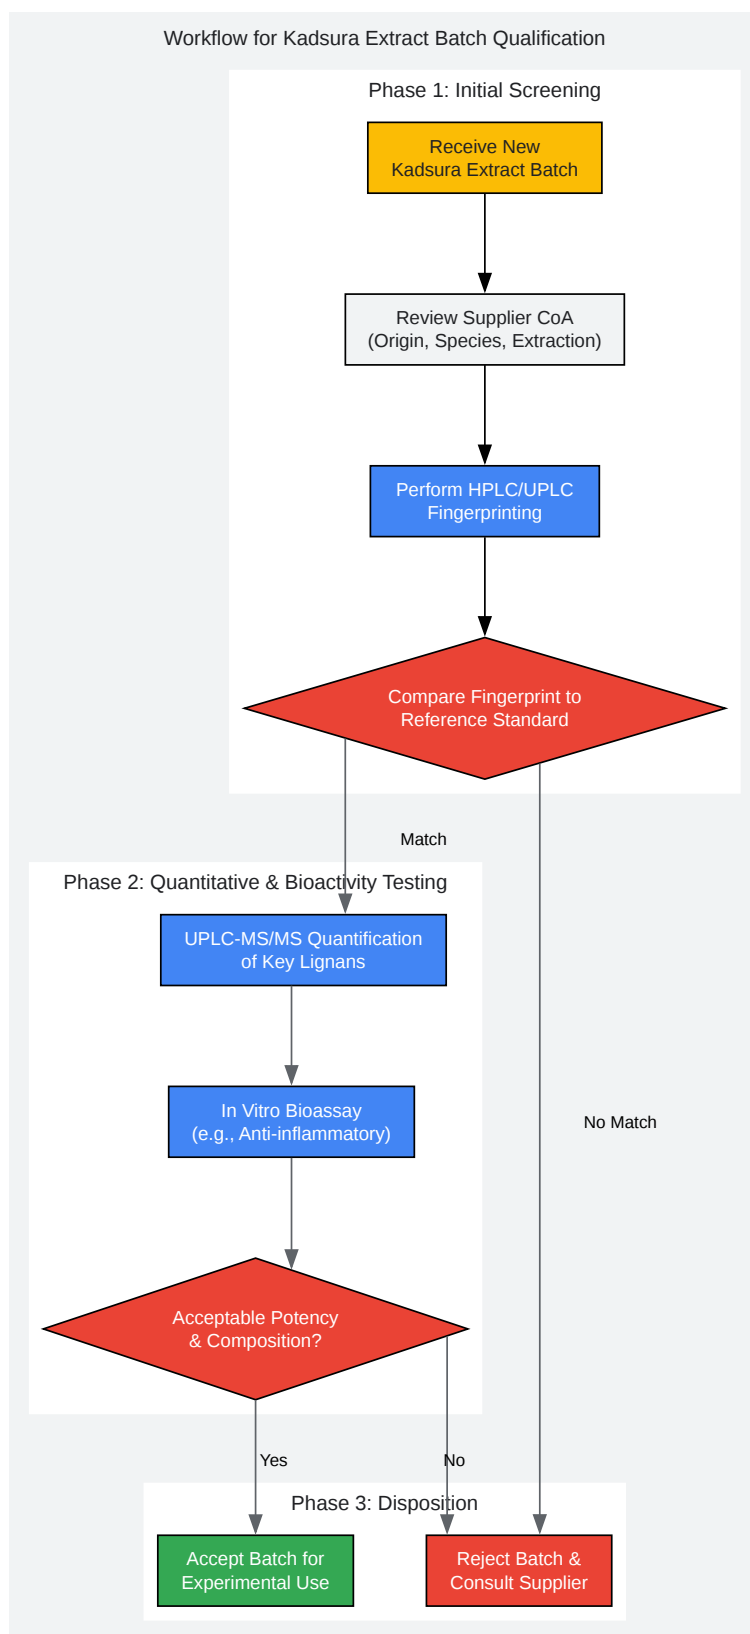 Workflow for Kadsura Extract Batch Qualification
Phase 1: Initial Screening
Receive New
Kadsura Extract Batch
Review Supplier CoA
(Origin, Species, Extraction)
Perform HPLC/UPLC
Fingerprinting
Compare Fingerprint to
Reference Standard
Match
Phase 2: Quantitative & Bioactivity Testing
UPLC-MS/MS Quantification
of Key Lignans
In Vitro Bioassay
(e.g., Anti-inflammatory)
No Match
Acceptable Potency
& Composition?
Yes
No
Phase 3: Disposition
Accept Batch for
Experimental Use
Reject Batch &
Consult Supplier